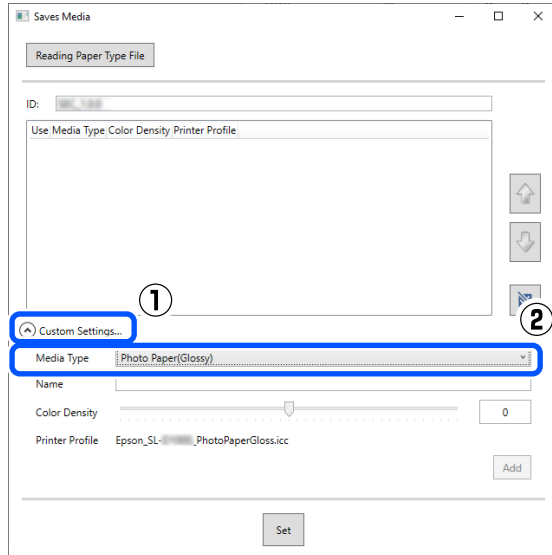 Saves Media
Reading Paper Type File
ID:
Use Media Type Color Density Printer Profile
①
Custom Settings...
②
Media Type Photo Paper(Glossy)
Name
Color Density 0
Printer Profile Epson_SL- _PhotoPaperGloss.icc
Add
Set